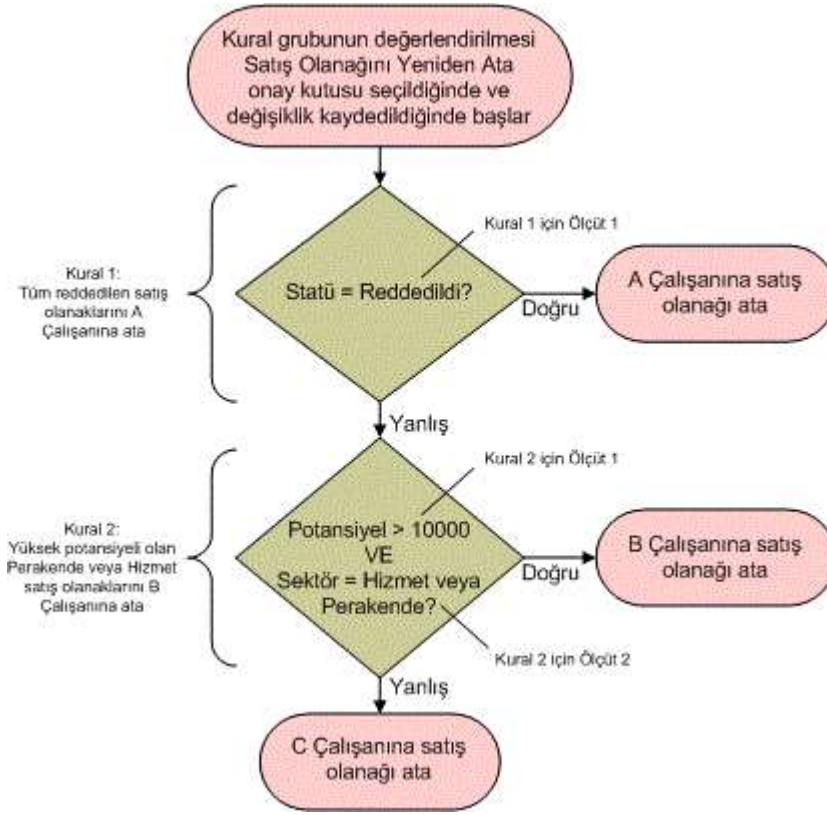 Kural grubunun değerlendirilmesi
Satış Olanağını Yeniden Ata
onay kutusu seçildiğinde ve
değişiklik kaydedildiğinde başlar
Kural 1 için Ölçüt 1
Kural 1:
Tüm reddedilen satış
olanaklarını A
Çalışanına ata
Statü = Reddedildi?
Doğru
A Çalışanına satış
olanağı ata
Yanlış
Kural 2 için Ölçüt 1
Kural 2:
Yüksek potansiyeli olan
Perakende veya Hizmet
satış olanaklarını B
Çalışanına ata
Potansiyel > 10000
VE
Sektör = Hizmet veya
Perakende?
Doğru
B Çalışanına satış
olanağı ata
Kural 2 için Ölçüt 2
Yanlış
C Çalışanına satış
olanağı ata